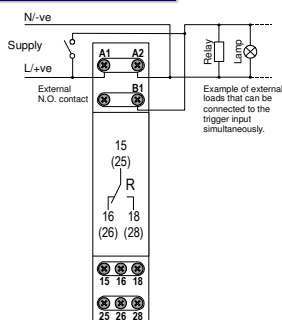 N/-ve
Supply
L/+ve
External
N.O. contact
A1 A2
B1
Relay
Lamp
Example of external
loads that can be
connected to the
trigger input
simultaneously.
15
(25)
R
16 18
(26) (28)
15 16 18
25 26 28